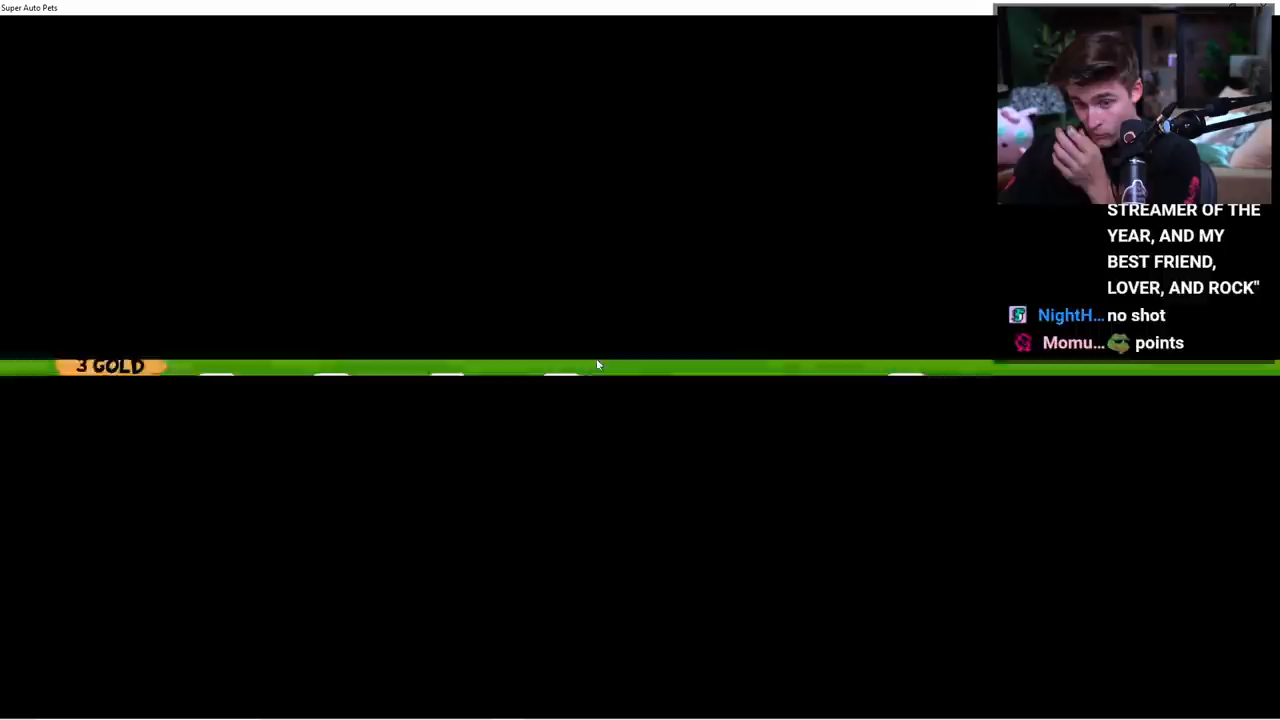 Super Auto Pets
STREAMER OF THE
YEAR, AND MY
BEST FRIEND,
LOVER, AND ROCK"
NightH... no shot
Momu... points
3 GOLD